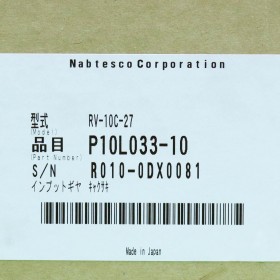 Nabtesco Corporation
型式 RV-10C-27
(Model)
品目 P10L033-10
(Part Number)
S/N R010-0DX0081
インプットギヤ キャクサキ
Made in Japan